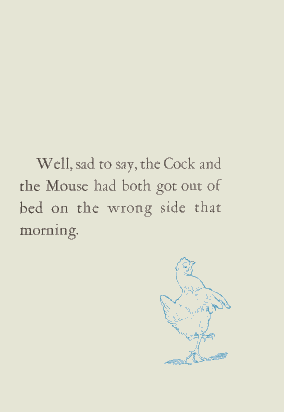 Well, sad to say, the Cock and
the Mouse had both got out of
bed on the wrong side that
morning.